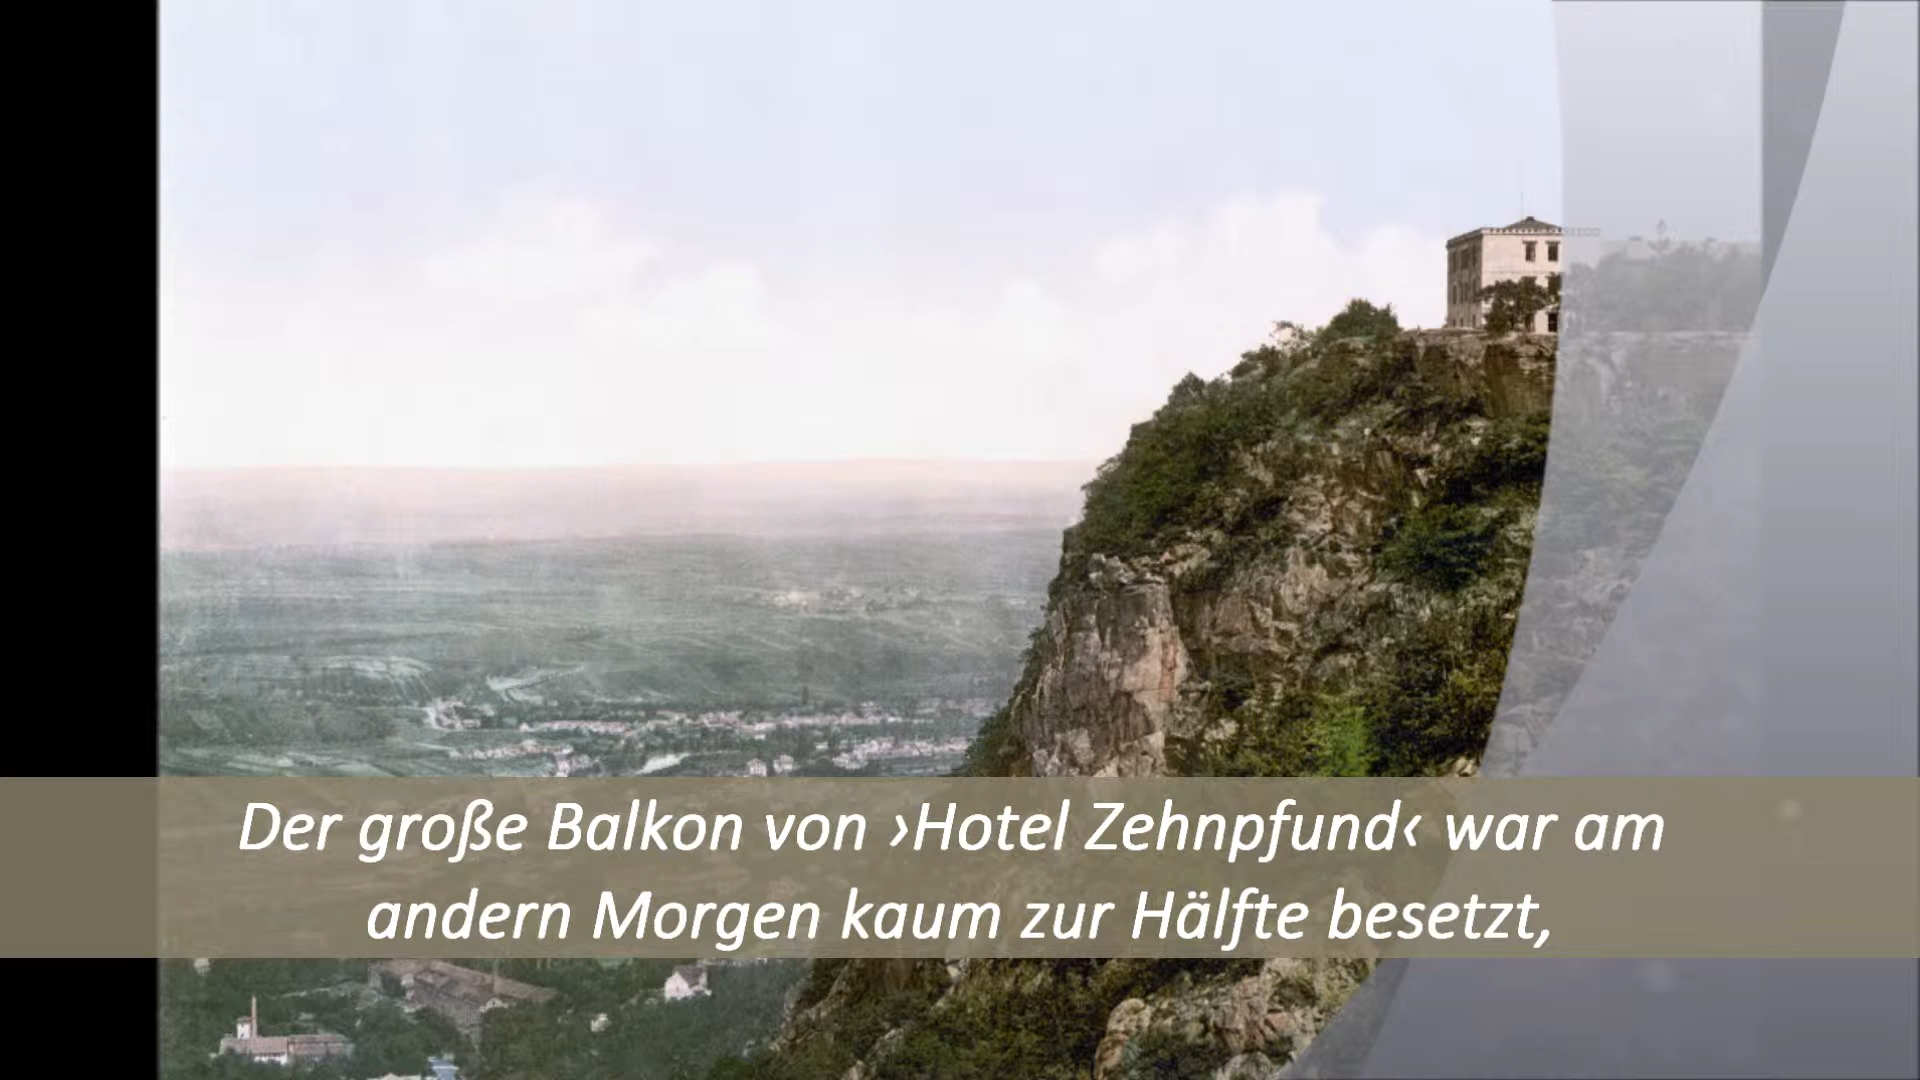 Der große Balkon von ›Hotel Zehnpfund‹ war am
andern Morgen kaum zur Hälfte besetzt,